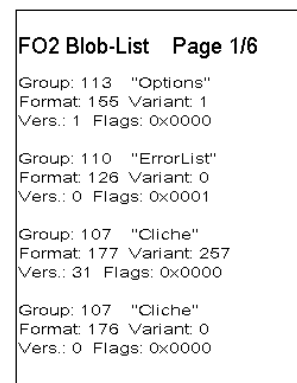 FO2 Blob-List Page 1/6
Group: 113 "Options"
Format: 155 Variant: 1
Vers.: 1 Flags: 0x0000
Group: 110 "ErrorList"
Format: 126 Variant: 0
Vers.: 0 Flags: 0x0001
Group: 107 "Cliche"
Format: 177 Variant: 257
Vers.: 31 Flags: 0x0000
Group: 107 "Cliche"
Format: 176 Variant: 0
Vers.: 0 Flags: 0x0000